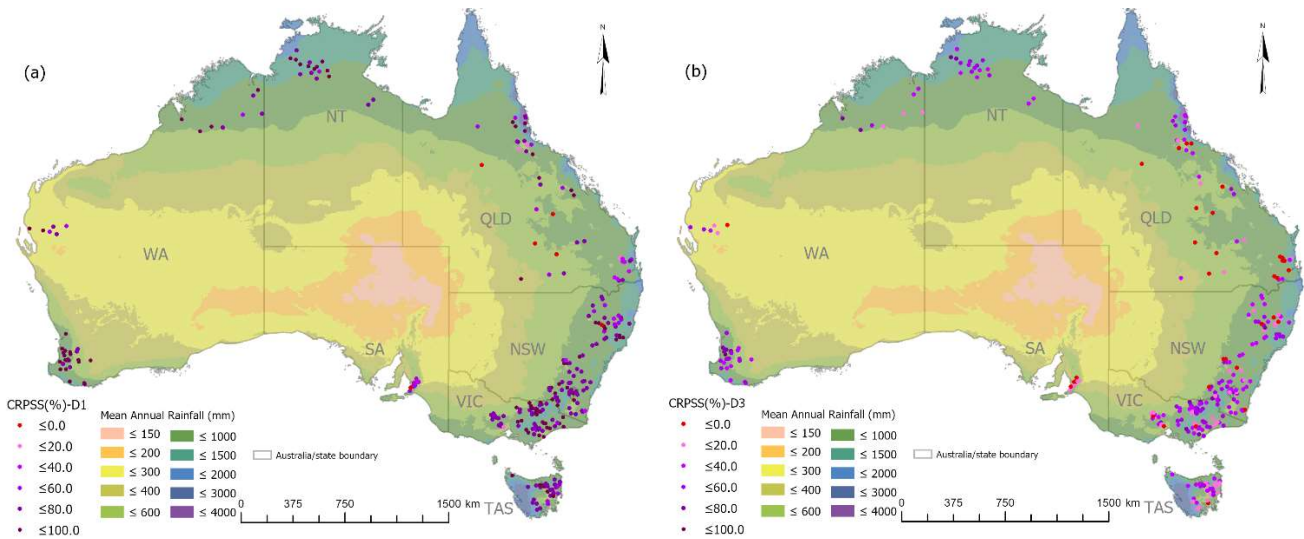 (a)
N
NT
QLD
WA
SA
NSW
VIC
TAS
CRPSS(%)-D1
≤0.0
≤20.0
≤40.0
≤60.0
≤80.0
≤100.0
Mean Annual Rainfall (mm)
≤ 150
≤ 200
≤ 300
≤ 400
≤ 600
≤ 1000
≤ 1500
≤ 2000
≤ 3000
≤ 4000
Australia/state boundary
0 375 750 1500 km
(b)
N
NT
QLD
WA
SA
NSW
VIC
TAS
CRPSS(%)-D3
≤0.0
≤20.0
≤40.0
≤60.0
≤80.0
≤100.0
Mean Annual Rainfall (mm)
≤ 150
≤ 200
≤ 300
≤ 400
≤ 600
≤ 1000
≤ 1500
≤ 2000
≤ 3000
≤ 4000
Australia/state boundary
0 375 750 1500 km